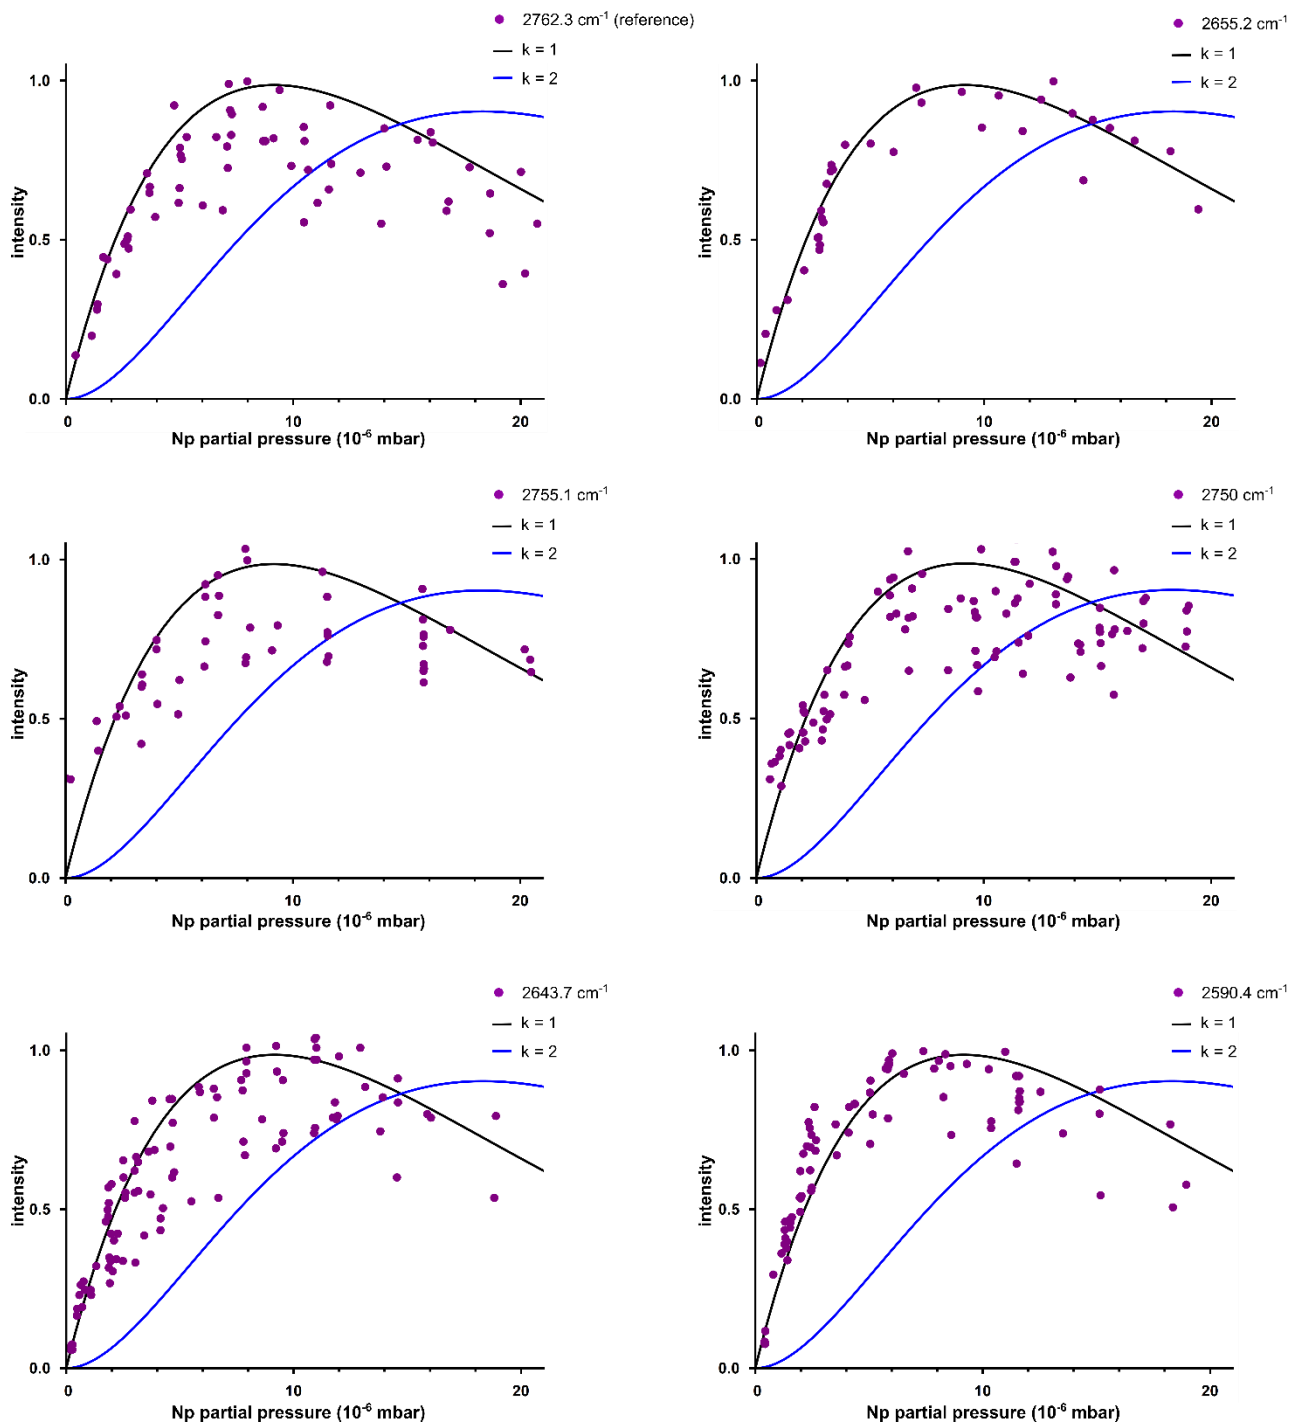 2762.3 cm⁻¹ (reference)
k = 1
k = 2
1.0
0.5
0.0
intensity
0 10 20
Np partial pressure (10⁻⁶ mbar)
2655.2 cm⁻¹
k = 1
k = 2
1.0
0.5
0.0
intensity
0 10 20
Np partial pressure (10⁻⁶ mbar)
2755.1 cm⁻¹
k = 1
k = 2
1.0
0.5
0.0
intensity
0 10 20
Np partial pressure (10⁻⁶ mbar)
2750 cm⁻¹
k = 1
k = 2
1.0
0.5
0.0
intensity
0 10 20
Np partial pressure (10⁻⁶ mbar)
2643.7 cm⁻¹
k = 1
k = 2
1.0
0.5
0.0
intensity
0 10 20
Np partial pressure (10⁻⁶ mbar)
2590.4 cm⁻¹
k = 1
k = 2
1.0
0.5
0.0
intensity
0 10 20
Np partial pressure (10⁻⁶ mbar)